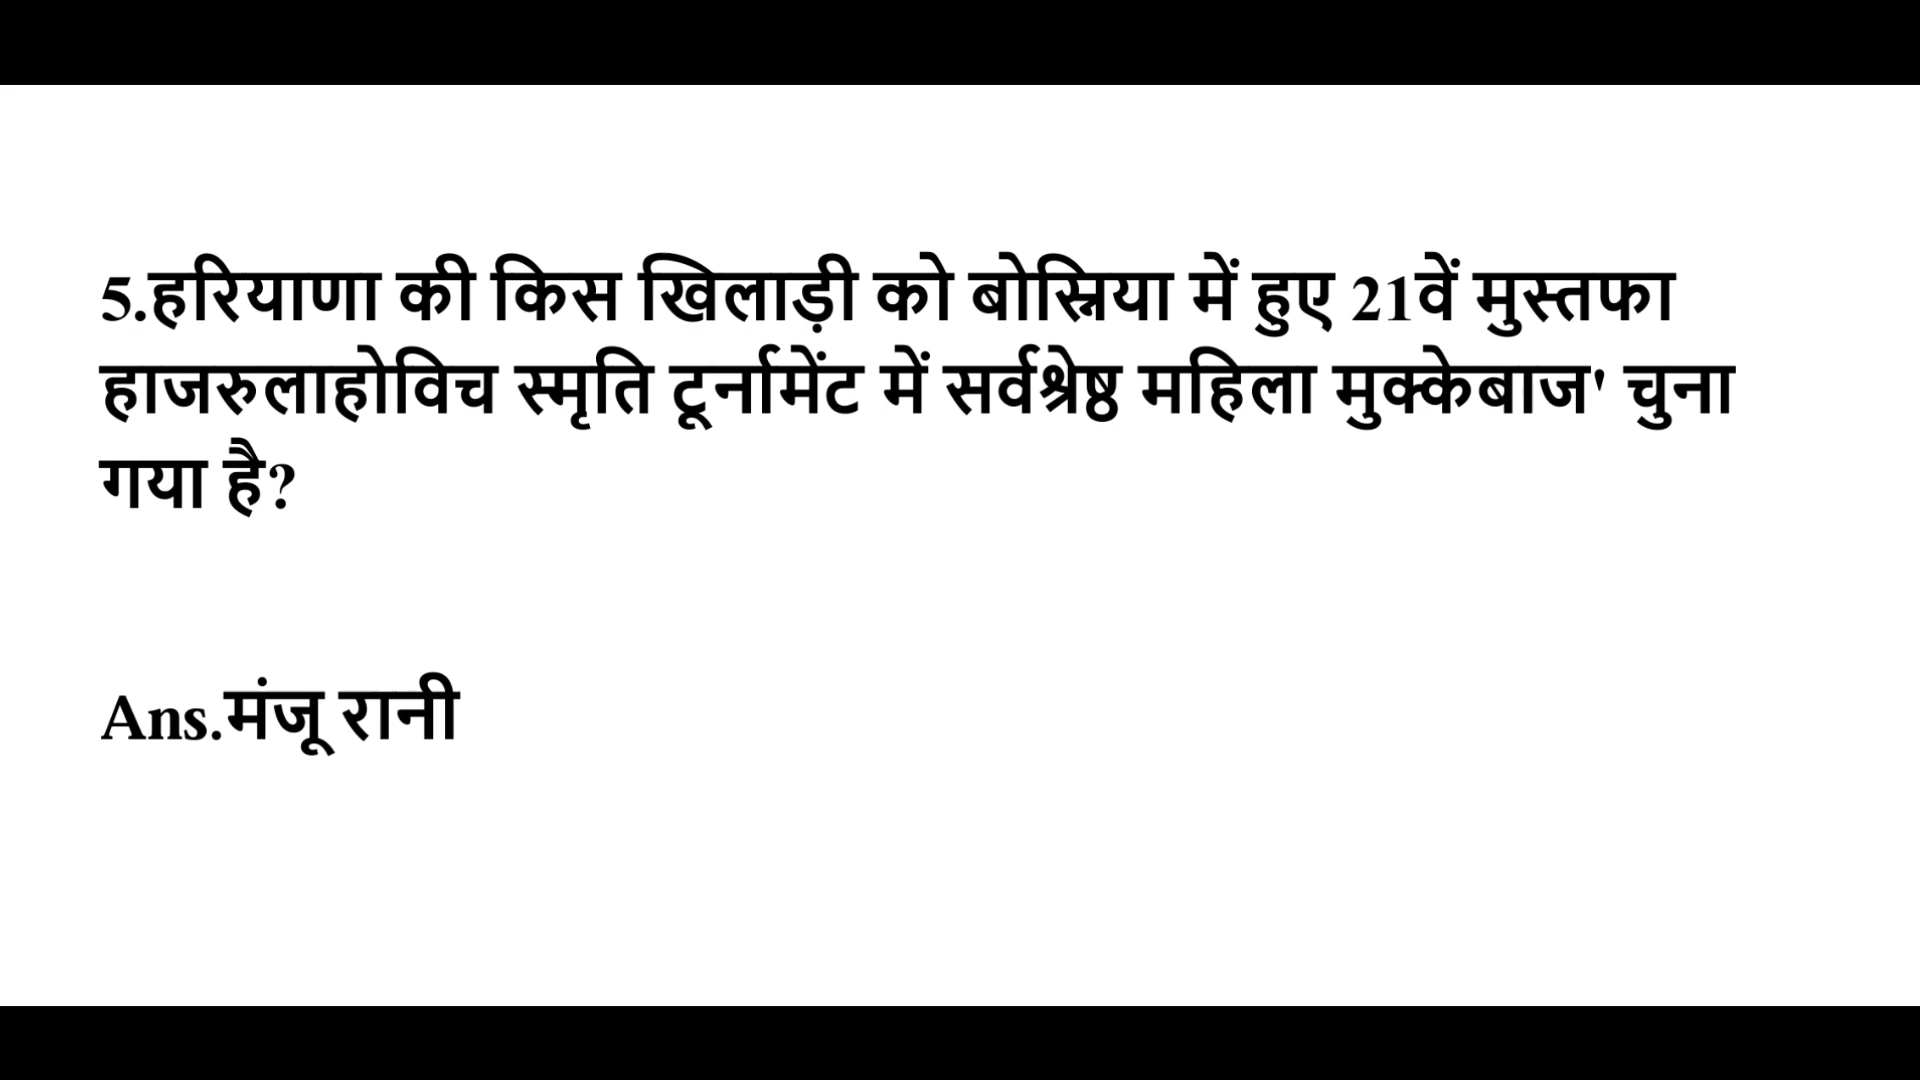 5.हरियाणा की किस खिलाड़ी को बोस्निया में हुए 21वें मुस्तफा
हाजरुलाहोविच स्मृति टूर्नामेंट में सर्वश्रेष्ठ महिला मुक्केबाज' चुना
गया है?
Ans.मंजू रानी